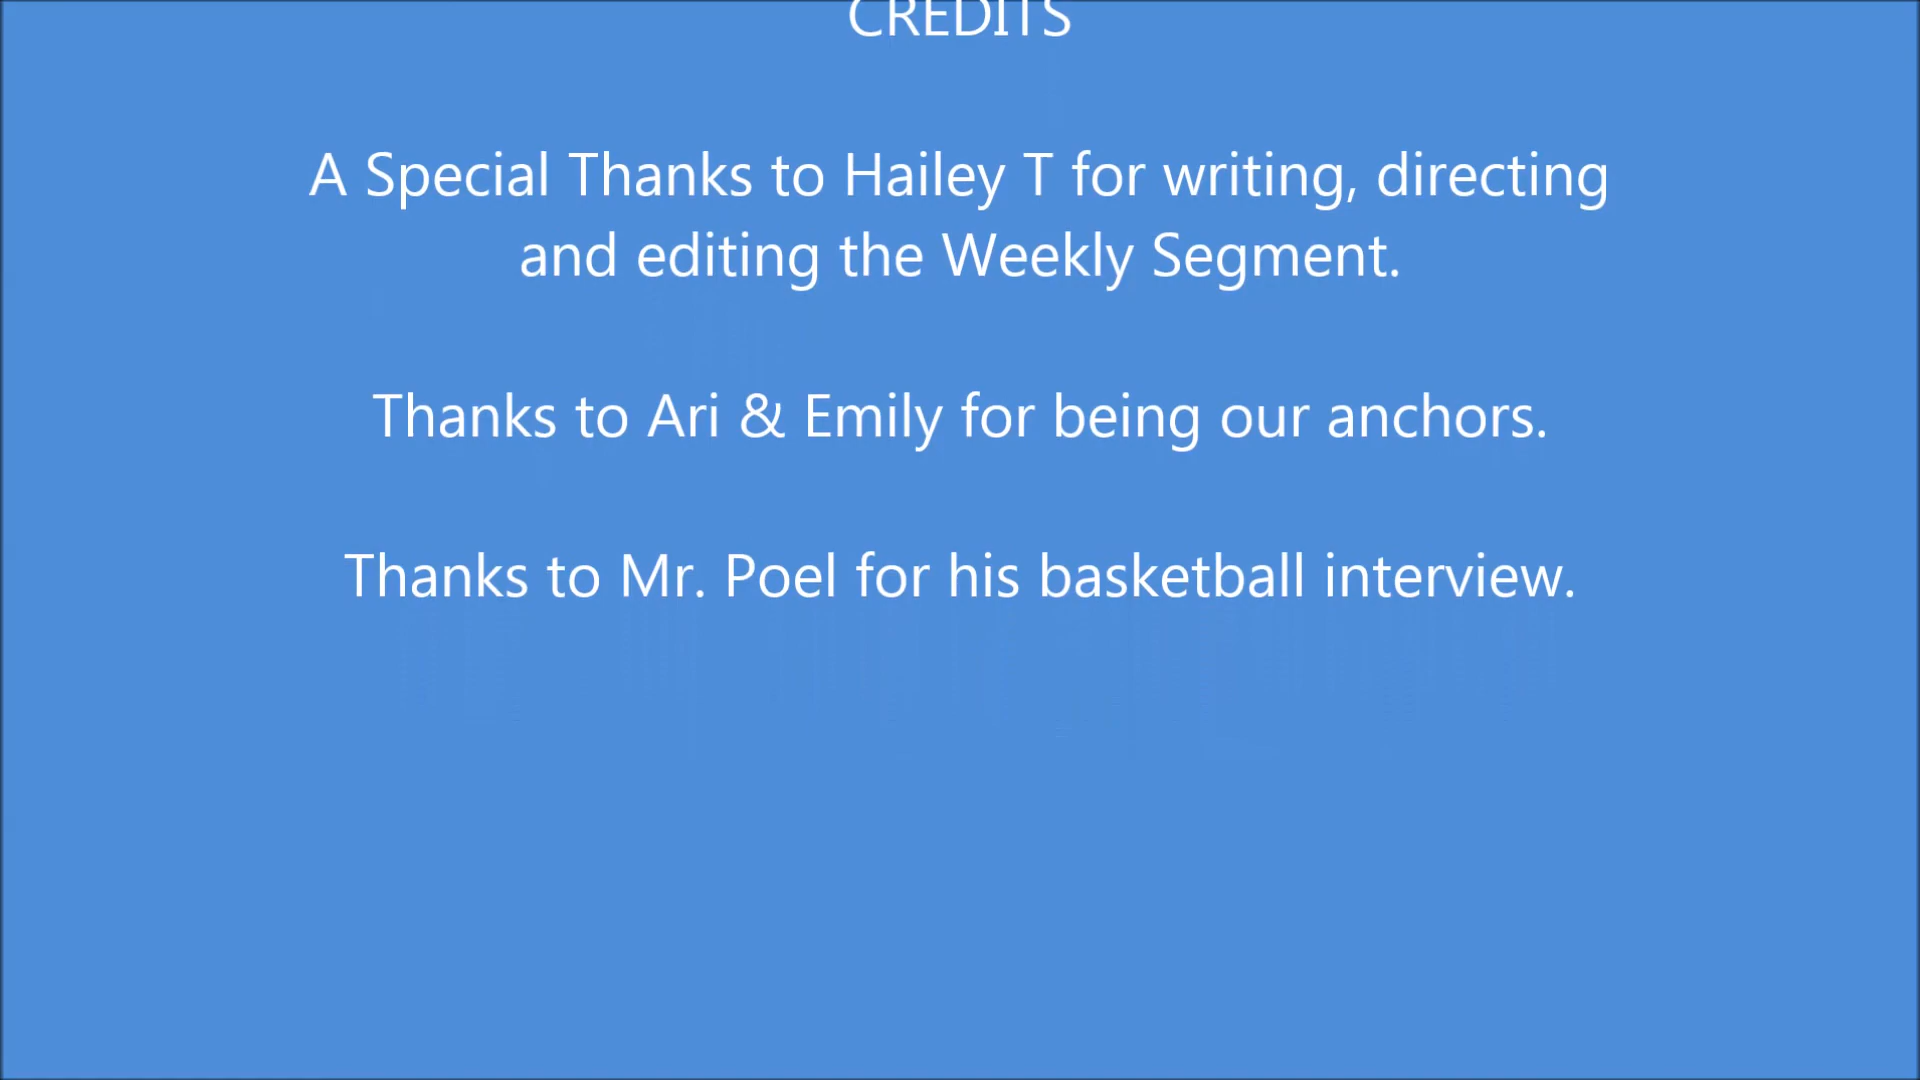 CREDITS
A Special Thanks to Hailey T for writing, directing
and editing the Weekly Segment.
Thanks to Ari & Emily for being our anchors.
Thanks to Mr. Poel for his basketball interview.